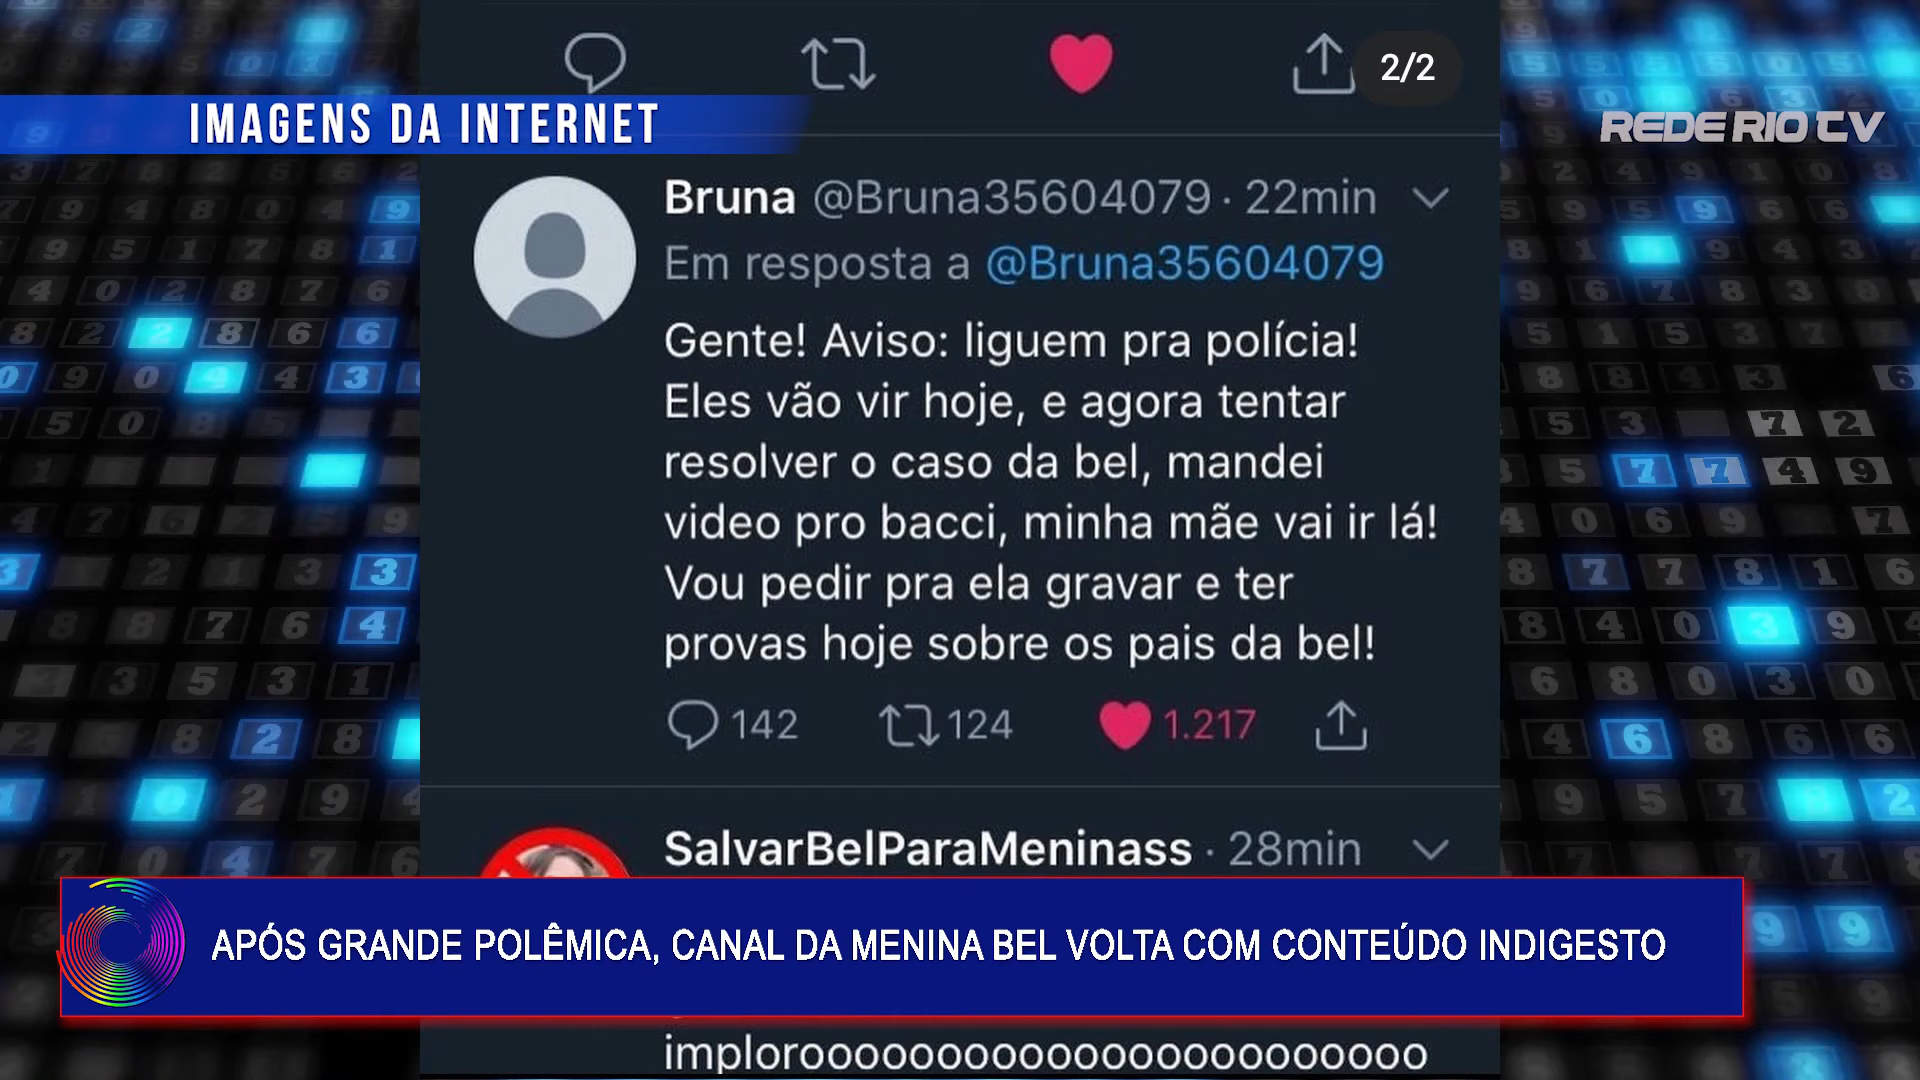 2/2
IMAGENS DA INTERNET
REDE RIO TV
Bruna @Bruna35604079 · 22min
Em resposta a @Bruna35604079
Gente! Aviso: liguem pra polícia!
Eles vão vir hoje, e agora tentar
resolver o caso da bel, mandei
video pro bacci, minha mãe vai ir lá!
Vou pedir pra ela gravar e ter
provas hoje sobre os pais da bel!
142 124 1.217
SalvarBelParaMeninass · 28min
APÓS GRANDE POLÊMICA, CANAL DA MENINA BEL VOLTA COM CONTEÚDO INDIGESTO
imploroooooooooooooooooooooooo